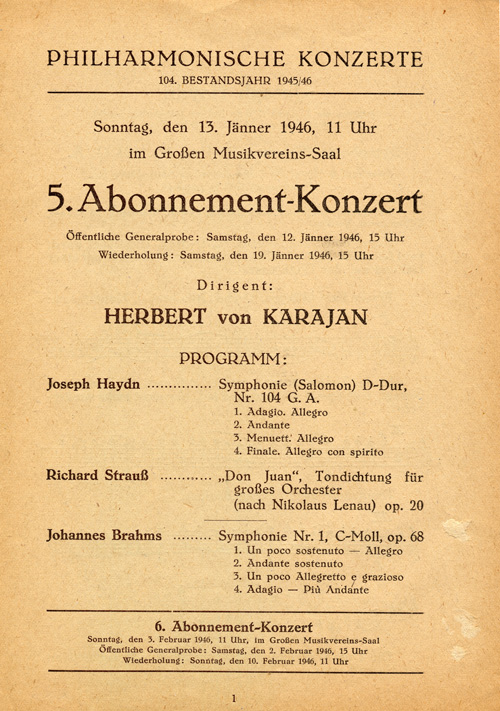 PHILHARMONISCHE KONZERTE
104. BESTANDSJAHR 1945/46
Sonntag, den 13. Jänner 1946, 11 Uhr
im Großen Musikvereins-Saal
5. Abonnement-Konzert
Öffentliche Generalprobe: Samstag, den 12. Jänner 1946, 15 Uhr
Wiederholung: Samstag, den 19. Jänner 1946, 15 Uhr
Dirigent:
HERBERT von KARAJAN
PROGRAMM:
Joseph Haydn .............. Symphonie (Salomon) D-Dur,
Nr. 104 G. A.
1. Adagio. Allegro
2. Andante
3. Menuett. Allegro
4. Finale. Allegro con spirito
Richard Strauß ............ „Don Juan“, Tondichtung für
großes Orchester
(nach Nikolaus Lenau) op. 20
Johannes Brahms ......... Symphonie Nr. 1, C-Moll, op. 68
1. Un poco sostenuto — Allegro
2. Andante sostenuto
3. Un poco Allegretto e grazioso
4. Adagio — Più Andante
6. Abonnement-Konzert
Sonntag, den 3. Februar 1946, 11 Uhr, im Großen Musikvereins-Saal
Öffentliche Generalprobe: Samstag, den 2. Februar 1946, 15 Uhr
Wiederholung: Sonntag, den 10. Februar 1946, 11 Uhr
1